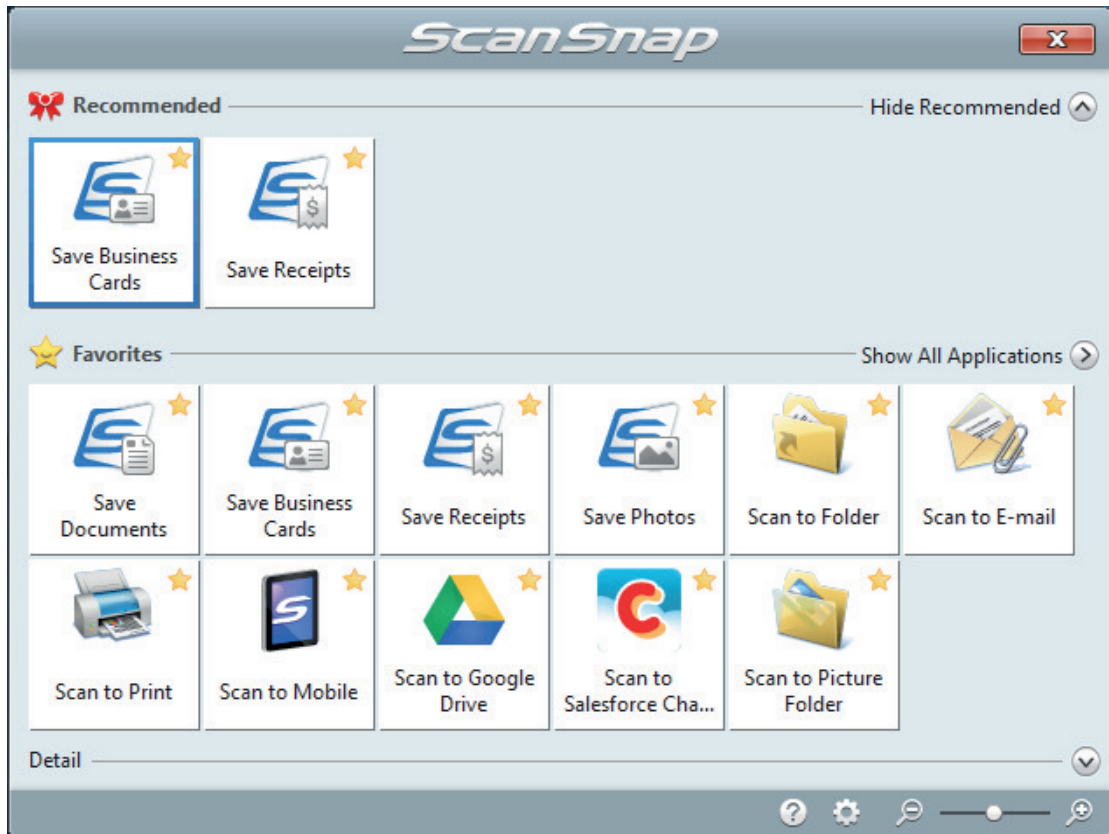 ScanSnap
X
Recommended
Hide Recommended
Save Business
Cards
Save Receipts
Favorites
Show All Applications
Save
Documents
Save Business
Cards
Save Receipts
Save Photos
Scan to Folder
Scan to E-mail
Scan to Print
Scan to Mobile
Scan to Google
Drive
Scan to
Salesforce Cha...
Scan to Picture
Folder
Detail